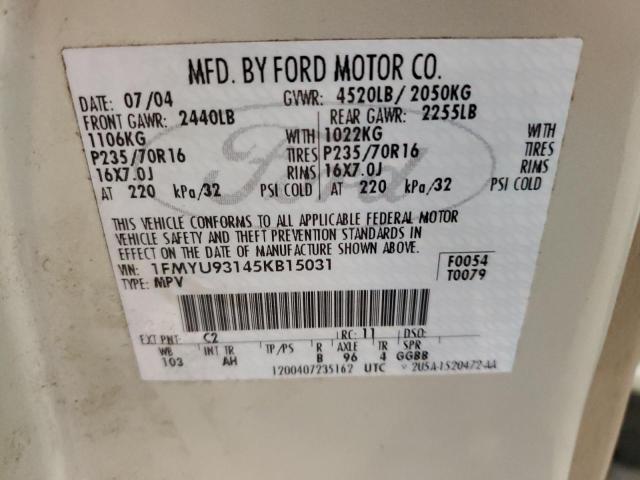 MFD. BY FORD MOTOR CO.
DATE: 07/04 GVWR: 4520LB/ 2050KG
FRONT GAWR: 2440LB REAR GAWR: 2255LB
1106KG WITH 1022KG WITH
P235/70R16 TIRES P235/70R16 TIRES
16X7.0J RIMS 16X7.0J RIMS
AT 220 kPa/32 PSI COLD AT 220 kPa/32 PSI COLD
THIS VEHICLE CONFORMS TO ALL APPLICABLE FEDERAL MOTOR
VEHICLE SAFETY AND THEFT PREVENTION STANDARDS IN
EFFECT ON THE DATE OF MANUFACTURE SHOWN ABOVE.
VIN: 1FMYU93145KB15031 F0054
TYPE: MPV T0079
EXT PNT: C2 RC: 11 DSO:
WB INT TR TP/PS R AXLE TR SPR
103 AH B 96 4 GGBB
1200407235162 UTC 2U5A-1520472-AA
Ford